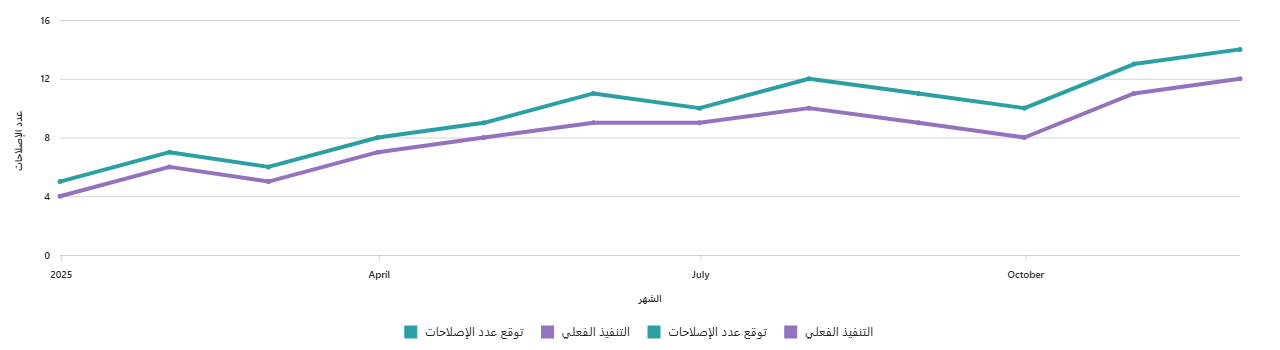 16
12
8
4
0
عدد الإصلاحات
2025 April July October
الشهر
توقع عدد الإصلاحات التنفيذ الفعلي توقع عدد الإصلاحات التنفيذ الفعلي